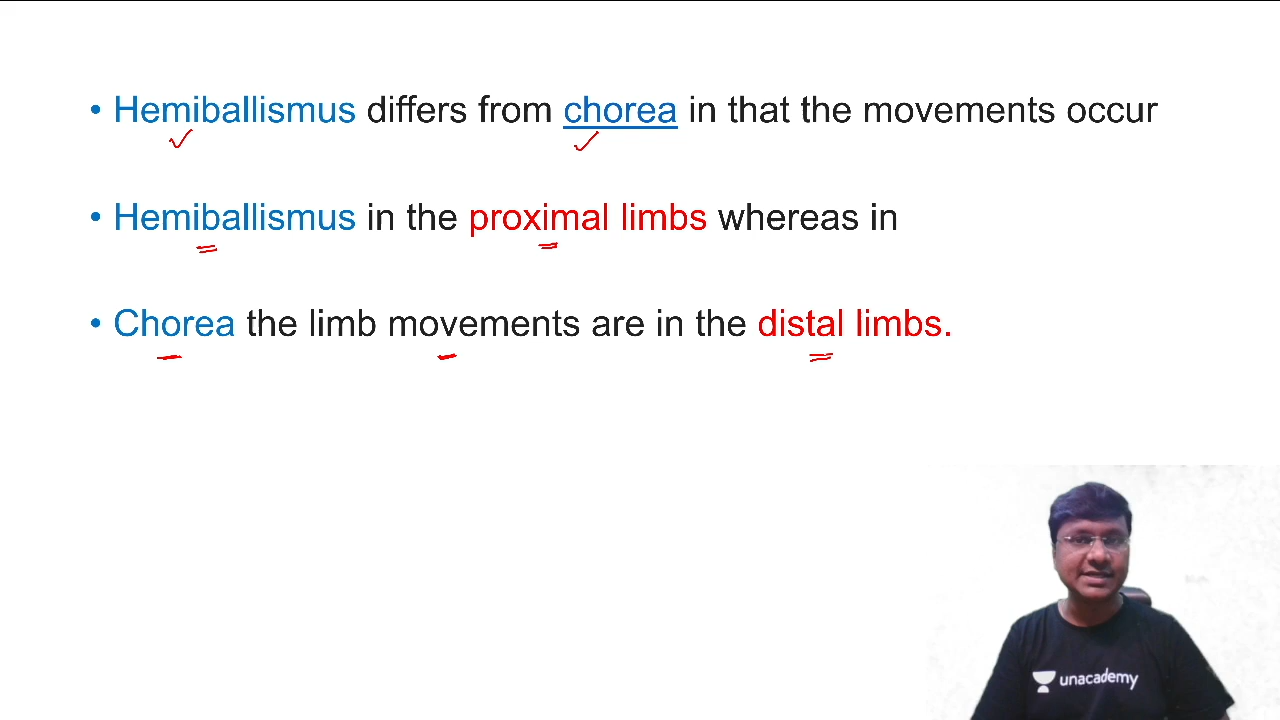 • Hemiballismus differs from chorea in that the movements occur
• Hemiballismus in the proximal limbs whereas in
• Chorea the limb movements are in the distal limbs.
unacademy